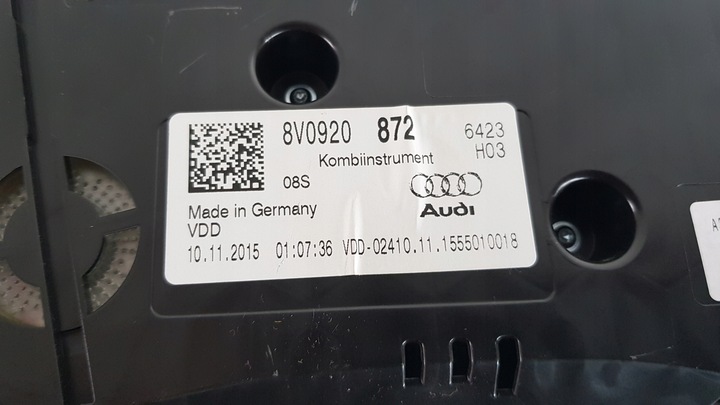 8V0920 872 6423
Kombiinstrument H03
08S
Audi
Made in Germany
VDD
10.11.2015 01:07:36 VDD-02410.11.1555010018